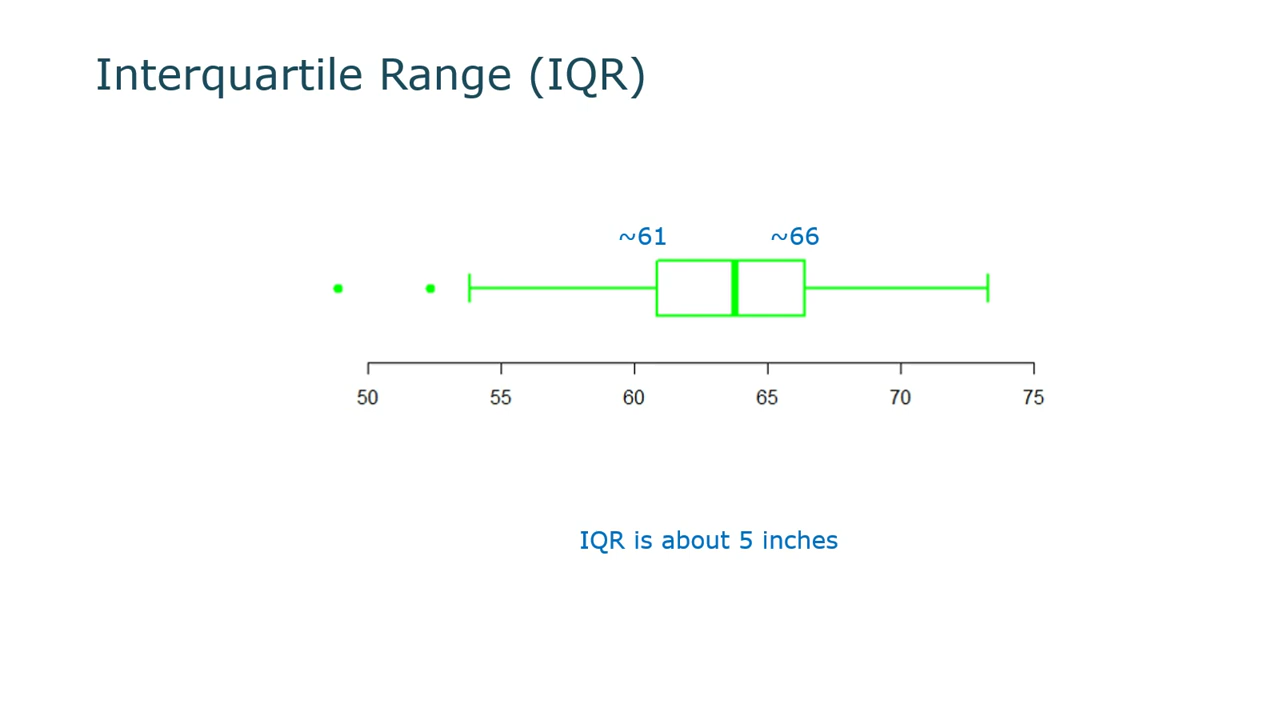 Interquartile Range (IQR)
~61 ~66
50 55 60 65 70 75
IQR is about 5 inches